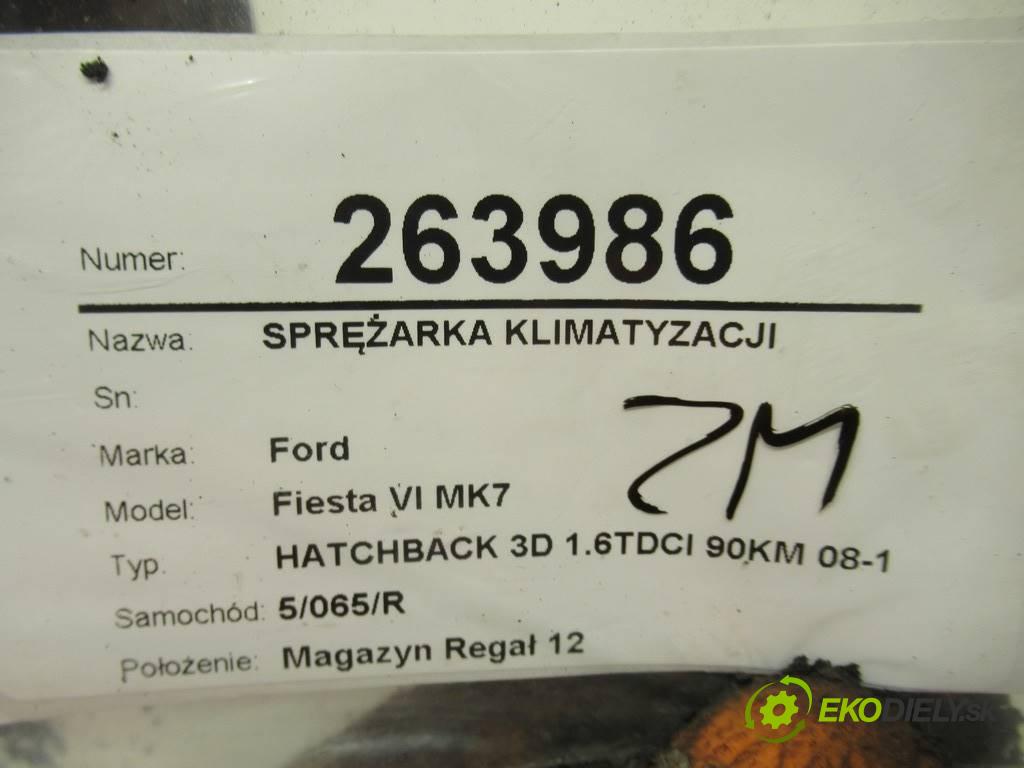 Numer: 263986
Nazwa: SPRĘŻARKA KLIMATYZACJI
Sn:
Marka: Ford
Model: Fiesta VI MK7
Typ. HATCHBACK 3D 1.6TDCI 90KM 08-1
Samochód: 5/065/R
Położenie: Magazyn Regał 12
ZM
EKODIELY.sk